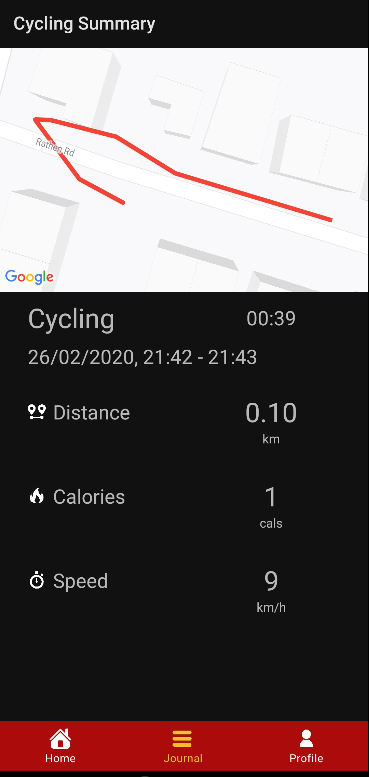 Cycling Summary
Rathen Rd
Google
Cycling 00:39
26/02/2020, 21:42 - 21:43
Distance 0.10
km
Calories 1
cals
Speed 9
km/h
Home Journal Profile